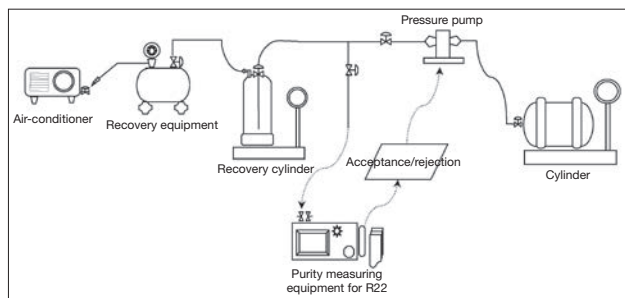 Pressure pump
Air-conditioner
Recovery equipment
Recovery cylinder
Acceptance/rejection
Cylinder
Purity measuring
equipment for R22